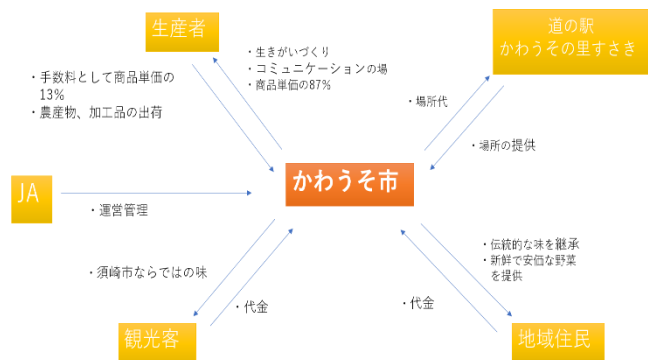 生産者
道の駅
かわうその里すさき
・生きがいづくり
・コミュニケーションの場
・商品単価の87%
・手数料として商品単価の
13%
・農産物、加工品の出荷
・場所代
・場所の提供
かわうそ市
JA
・運営管理
・伝統的な味を継承
・新鮮で安価な野菜
を提供
・須崎市ならではの味
・代金
・代金
観光客
地域住民